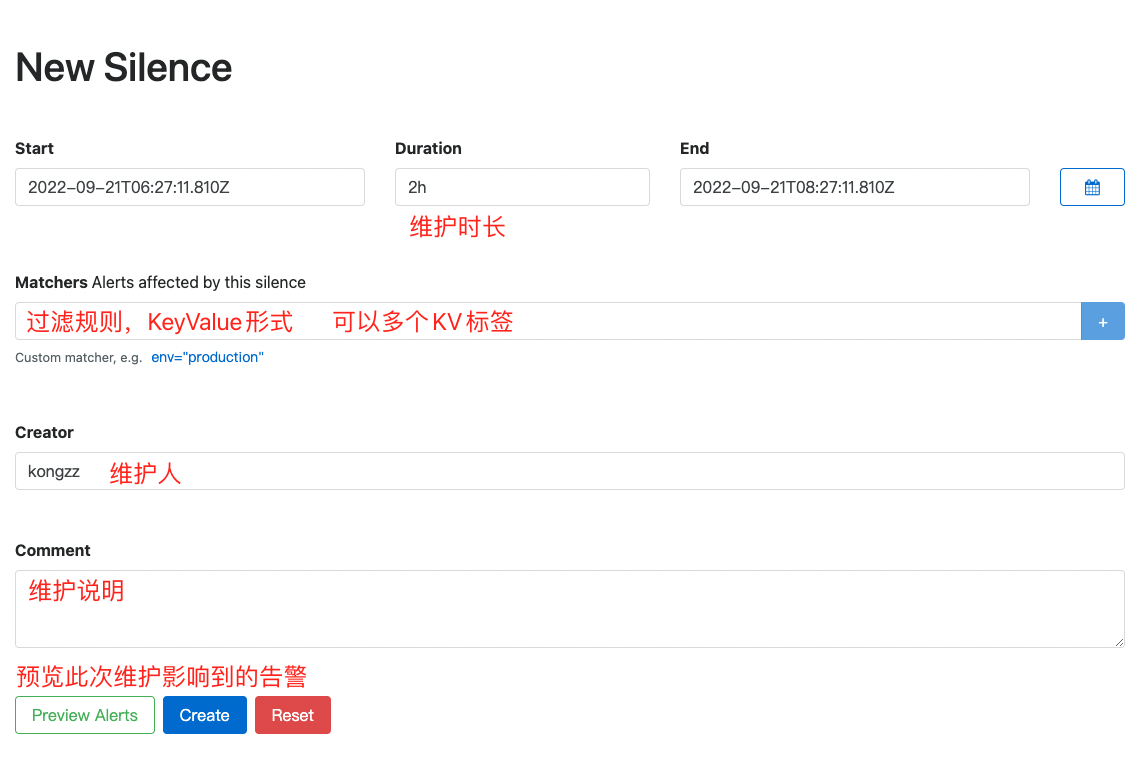 New Silence
Start Duration End
2022-09-21T06:27:11.810Z 2h 2022-09-21T08:27:11.810Z
维护时长
Matchers Alerts affected by this silence
过滤规则，KeyValue形式 可以多个KV标签 +
Custom matcher, e.g. env="production"
Creator
kongzz 维护人
Comment
维护说明
预览此次维护影响到的告警
Preview Alerts Create Reset